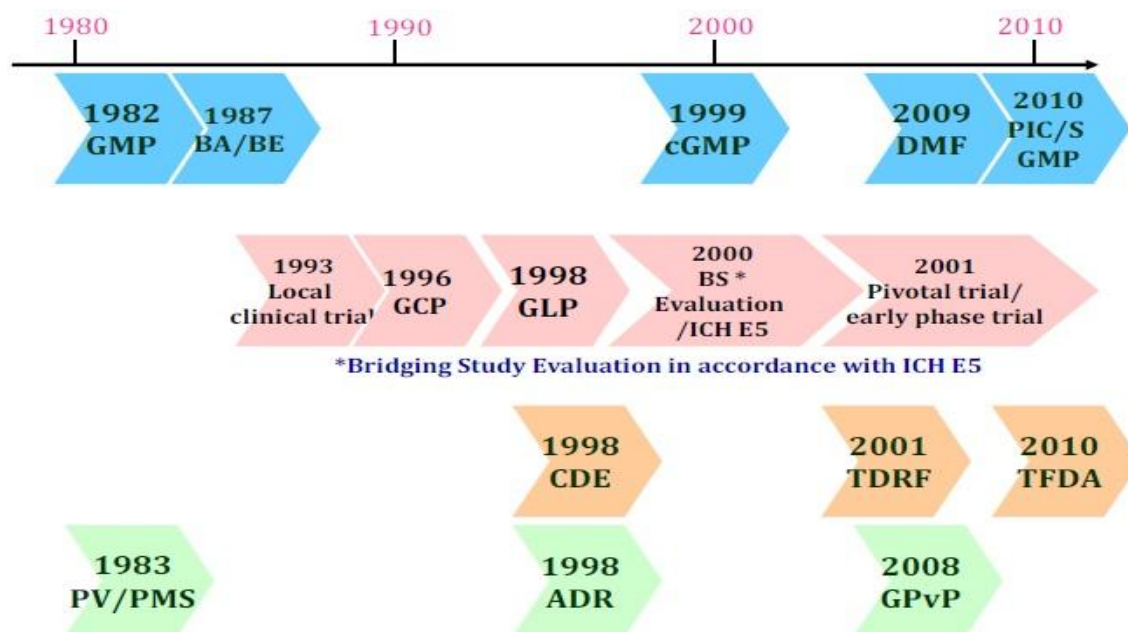 1980
1990
2000
2010
1982
GMP
1987
BA/BE
1999
cGMP
2009
DMF
2010
PIC/S
GMP
1993
Local
clinical trial
1996
GCP
1998
GLP
2000
BS *
Evaluation
/ICH E5
2001
Pivotal trial/
early phase trial
*Bridging Study Evaluation in accordance with ICH E5
1998
CDE
2001
TDRF
2010
TFDA
1983
PV/PMS
1998
ADR
2008
GPvP